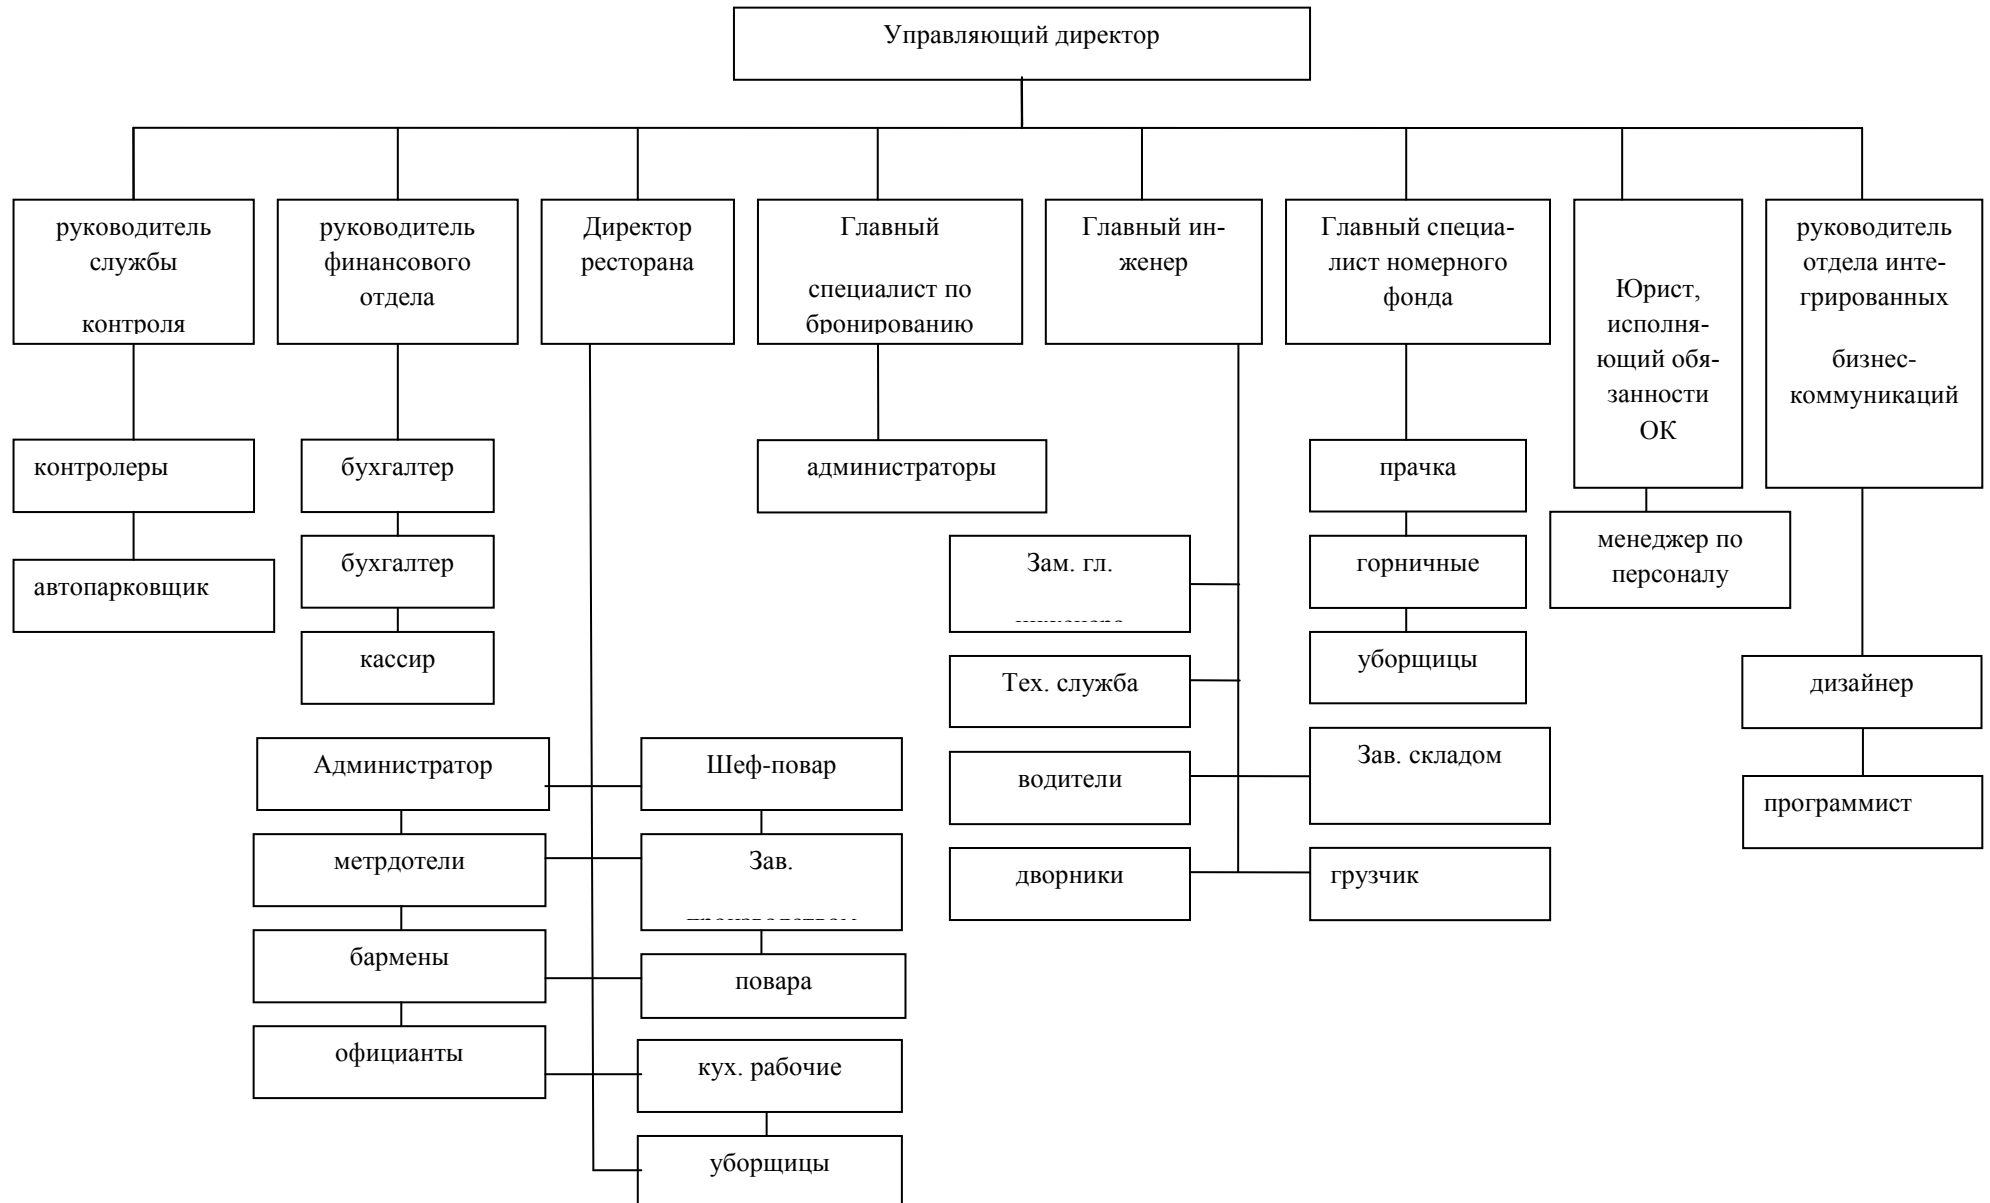 Управляющий директор
руководитель
службы
контроля
руководитель
финансового
отдела
Директор
ресторана
Главный
специалист по
бронированию
Главный ин-
женер
Главный специа-
лист номерного
фонда
Юрист,
исполня-
ющий обя-
занности
ОК
руководитель
отдела инте-
грированных
бизнес-
коммуникаций
контролеры
автопарковщик
бухгалтер
бухгалтер
кассир
администраторы
прачка
горничные
уборщицы
менеджер по
персоналу
Зам. гл.
Тех. служба
водители
дворники
Зав. складом
грузчик
дизайнер
программист
Администратор
метрдотели
бармены
официанты
Шеф-повар
Зав.
повара
кух. рабочие
уборщицы